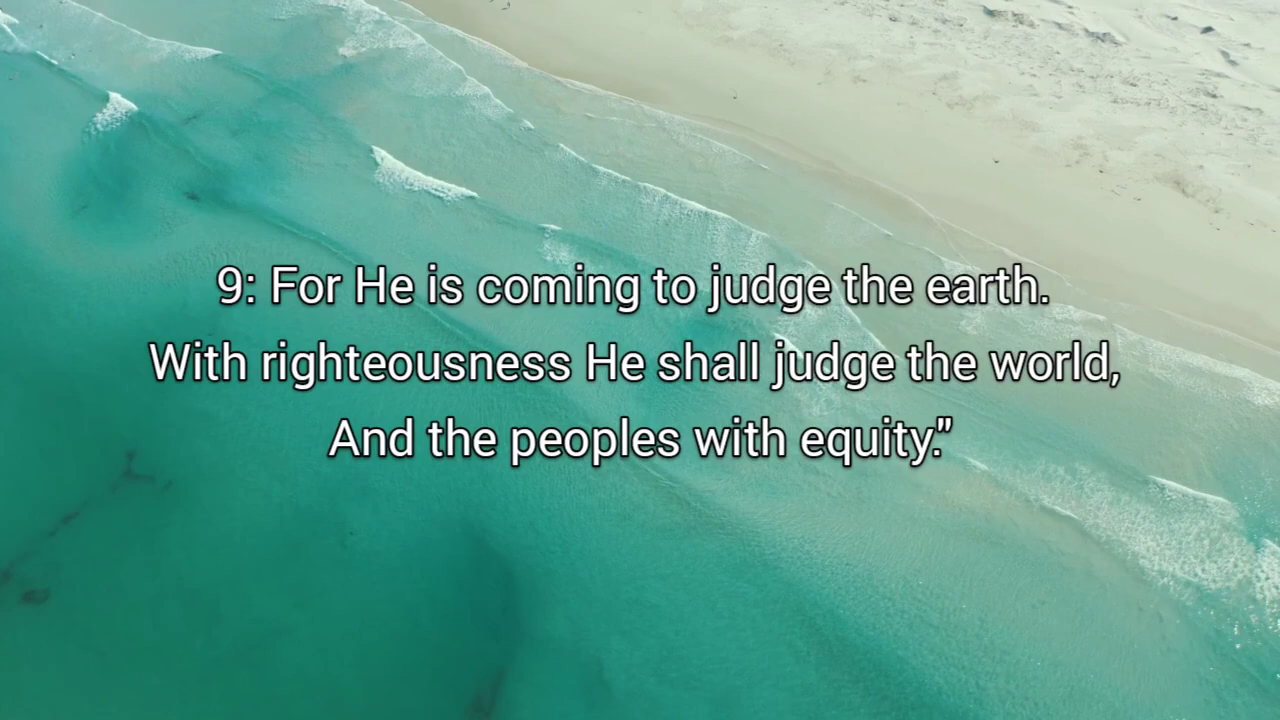 9: For He is coming to judge the earth.
With righteousness He shall judge the world,
And the peoples with equity.”